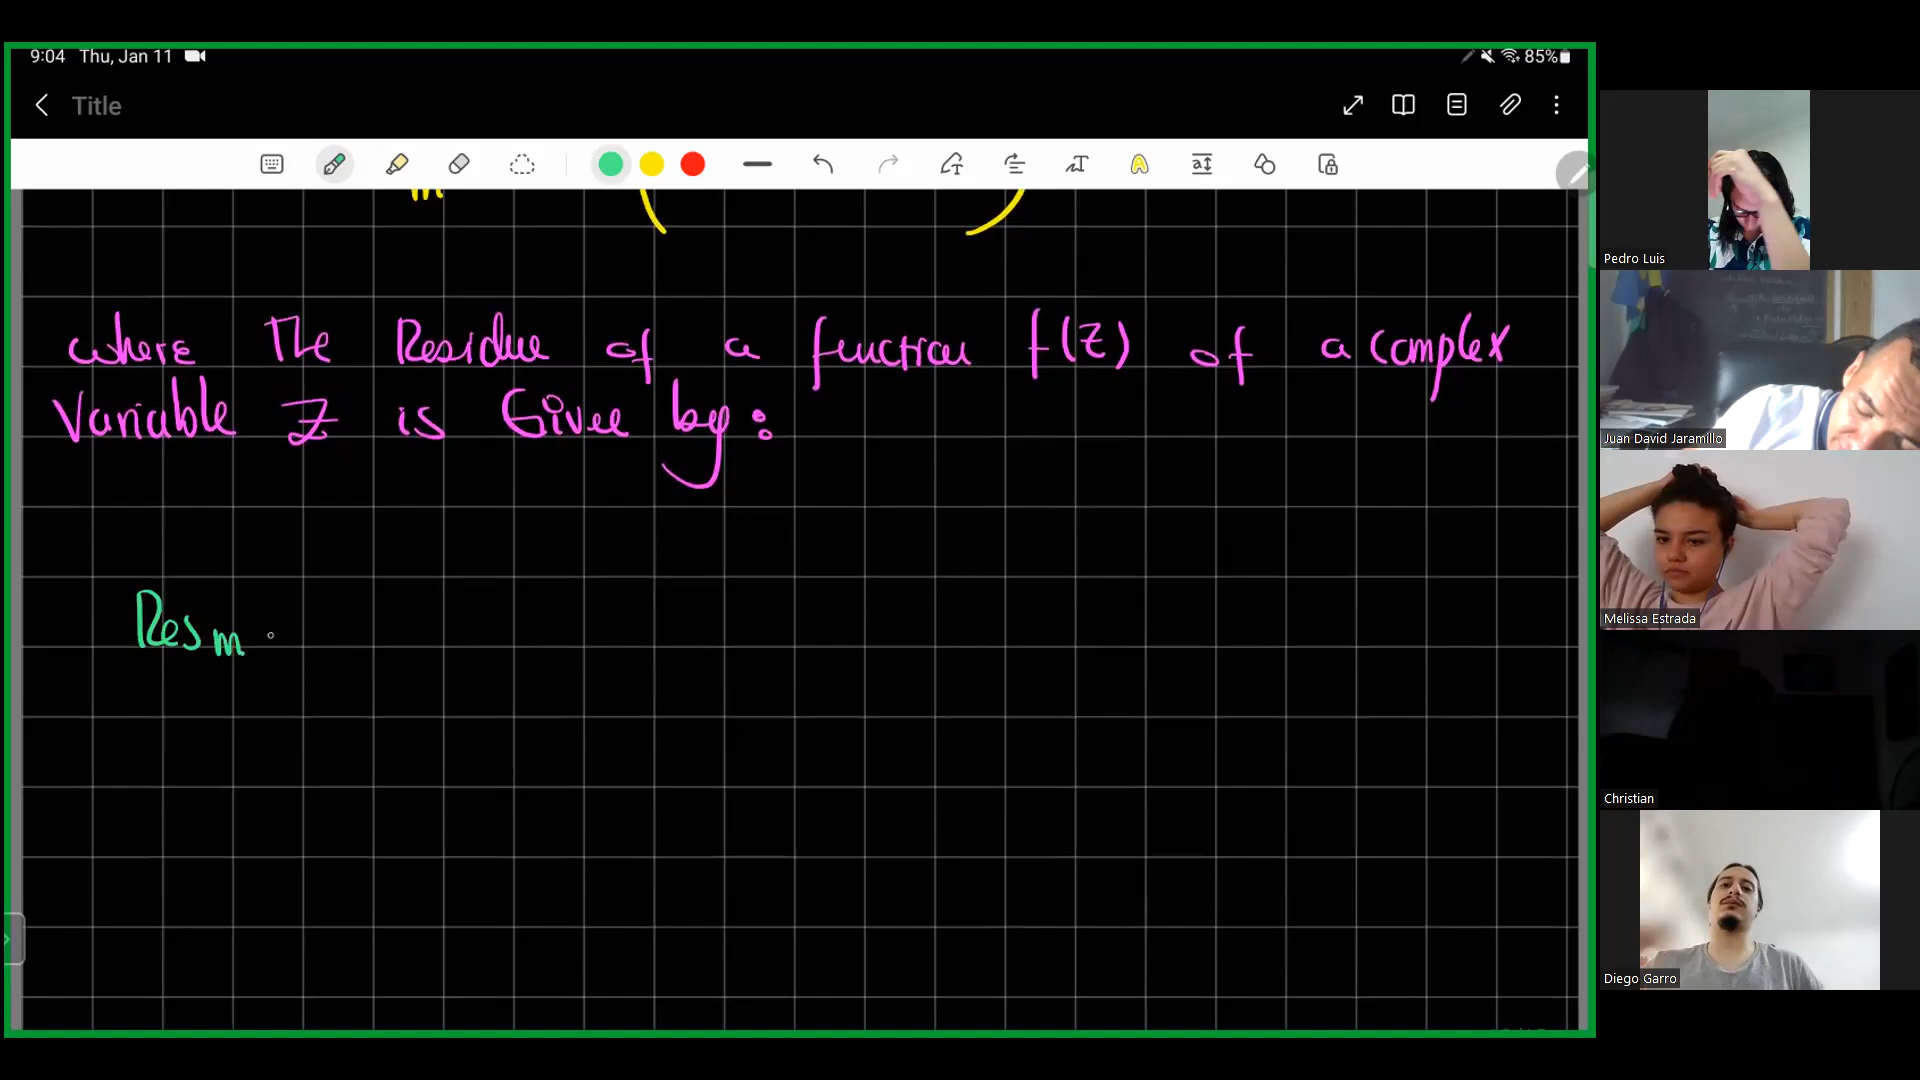 9:04 Thu, Jan 11 85%
Title
m ( )
where The Residue of a function f(Z) of a complex
Variable Z is Given by:
Res m
Pedro Luis
Juan David Jaramillo
Melissa Estrada
Christian
Diego Garro